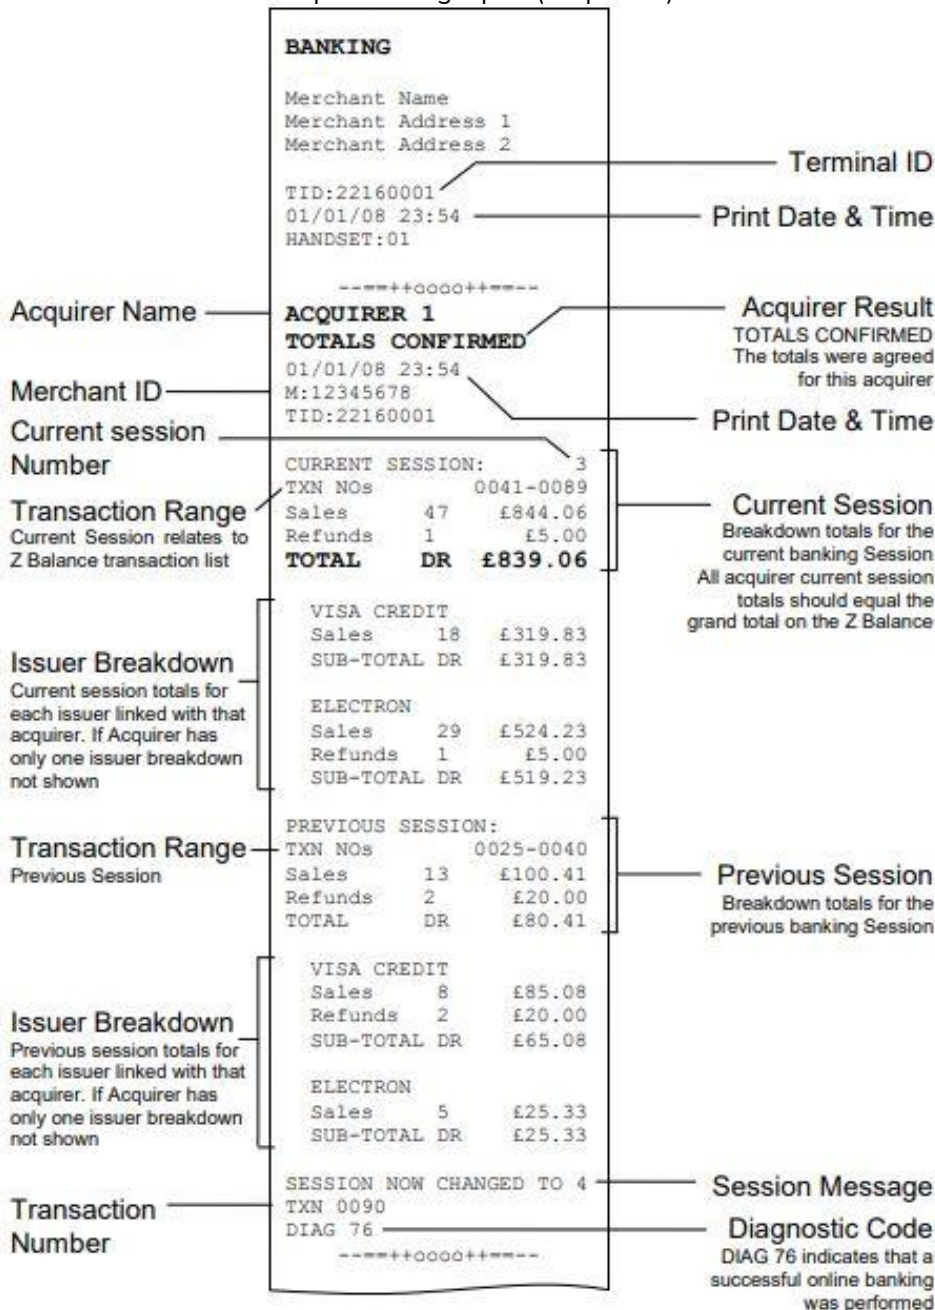 BANKING
Merchant Name
Merchant Address 1
Merchant Address 2
Terminal ID
TID:22160001
01/01/08 23:54
Print Date & Time
HANDSET:01
--==++oooo++==--
Acquirer Name
ACQUIRER 1
Acquirer Result
TOTALS CONFIRMED
TOTALS CONFIRMED
The totals were agreed
for this acquirer
01/01/08 23:54
Merchant ID
M:12345678
TID:22160001
Print Date & Time
Current session
Number
CURRENT SESSION: 3
TXN NOs 0041-0089
Transaction Range
Current Session relates to
Z Balance transaction list
Sales 47 £844.06
Refunds 1 £5.00
TOTAL DR £839.06
Current Session
Breakdown totals for the
current banking Session
All acquirer current session
totals should equal the
grand total on the Z Balance
VISA CREDIT
Sales 18 £319.83
SUB-TOTAL DR £319.83
Issuer Breakdown
Current session totals for
each issuer linked with that
acquirer. If Acquirer has
only one issuer breakdown
not shown
ELECTRON
Sales 29 £524.23
Refunds 1 £5.00
SUB-TOTAL DR £519.23
PREVIOUS SESSION:
Transaction Range
Previous Session
TXN NOs 0025-0040
Sales 13 £100.41
Refunds 2 £20.00
TOTAL DR £80.41
Previous Session
Breakdown totals for the
previous banking Session
VISA CREDIT
Sales 8 £85.08
Refunds 2 £20.00
SUB-TOTAL DR £65.08
Issuer Breakdown
Previous session totals for
each issuer linked with that
acquirer. If Acquirer has
only one issuer breakdown
not shown
ELECTRON
Sales 5 £25.33
SUB-TOTAL DR £25.33
SESSION NOW CHANGED TO 4
Session Message
Transaction
Number
TXN 0090
DIAG 76
Diagnostic Code
DIAG 76 indicates that a
successful online banking
was performed
--==++oooo++==--